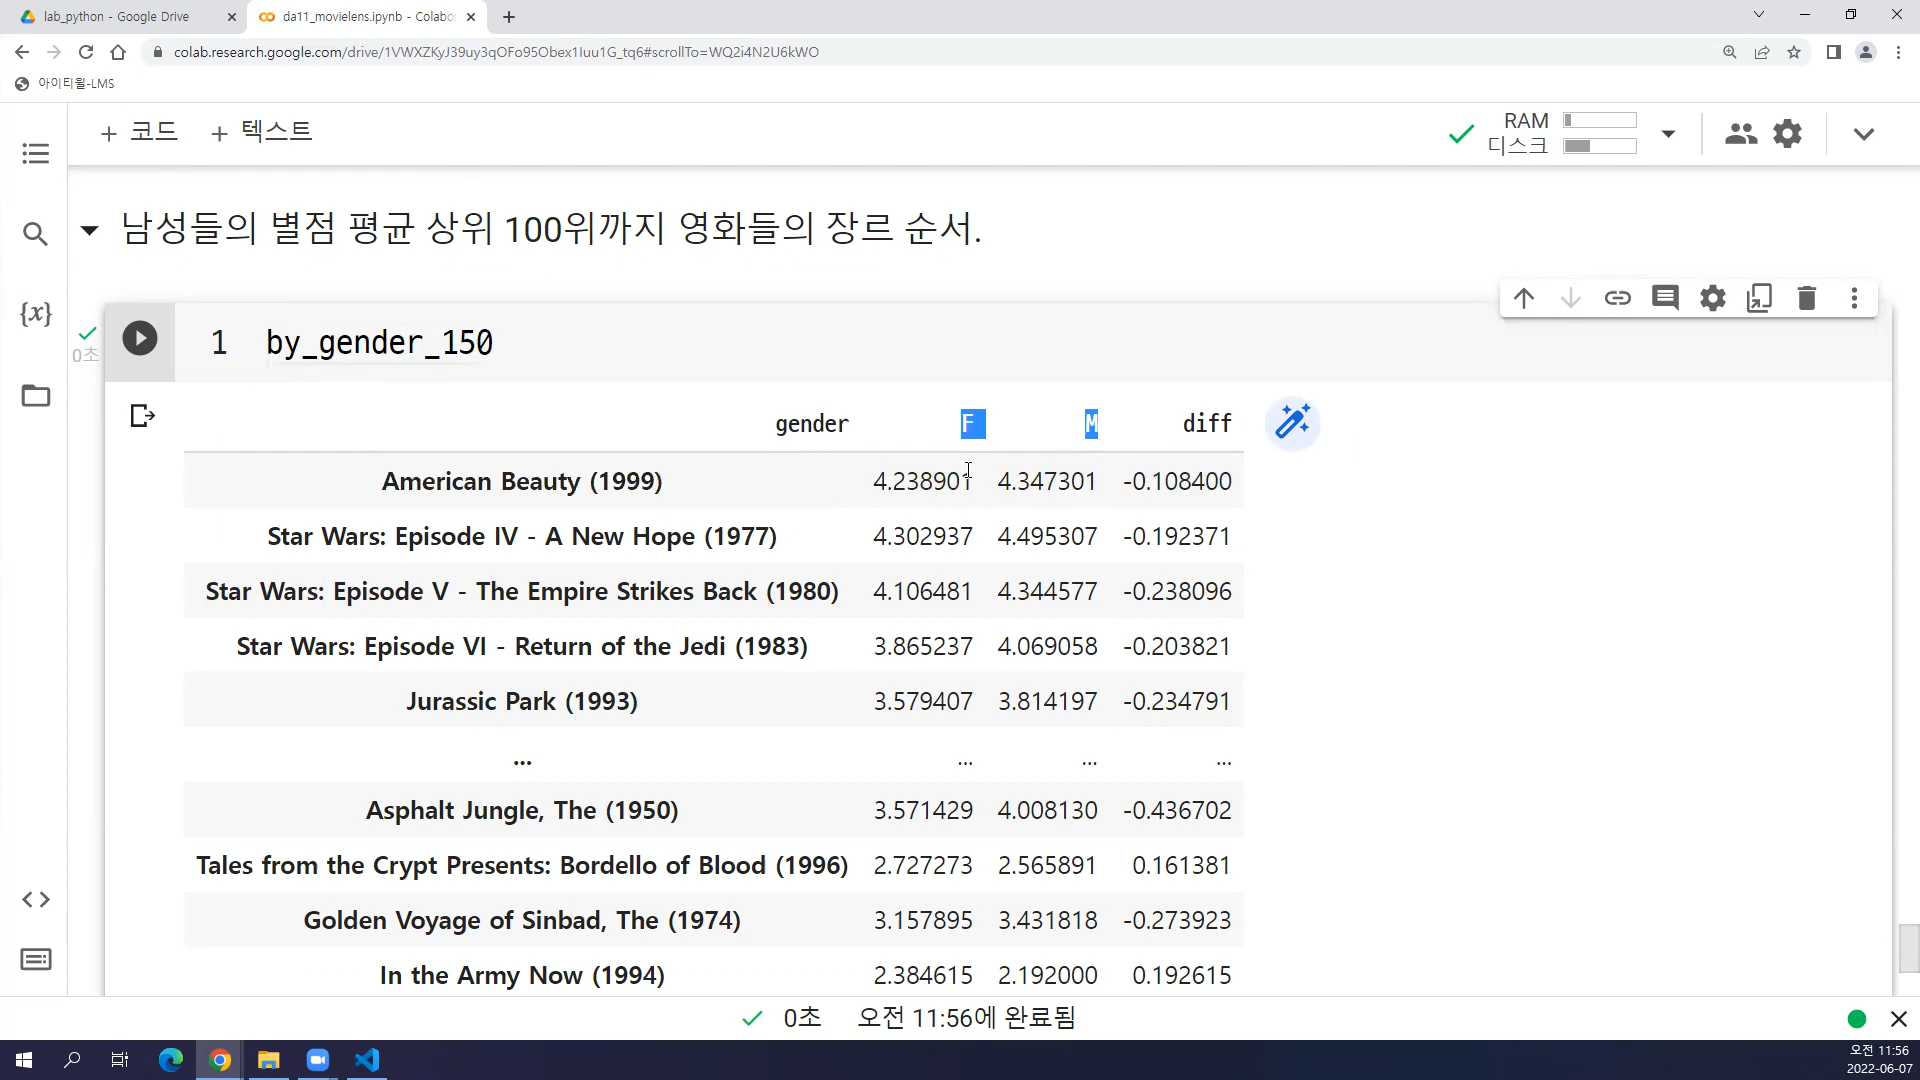 lab_python - Google Drive
da11_movielens.ipynb - Colabo
colab.research.google.com/drive/1VWXZKyJ39uy3qOFo95Obex1Iuu1G_tq6#scrollTo=WQ2i4N2U6kWO
아이티윌-LMS
+ 코드 + 텍스트
RAM
디스크
남성들의 별점 평균 상위 100위까지 영화들의 장르 순서.
{x}
0초
1 by_gender_150
gender F M diff
American Beauty (1999) 4.238901 4.347301 -0.108400
Star Wars: Episode IV - A New Hope (1977) 4.302937 4.495307 -0.192371
Star Wars: Episode V - The Empire Strikes Back (1980) 4.106481 4.344577 -0.238096
Star Wars: Episode VI - Return of the Jedi (1983) 3.865237 4.069058 -0.203821
Jurassic Park (1993) 3.579407 3.814197 -0.234791
... ... ... ...
Asphalt Jungle, The (1950) 3.571429 4.008130 -0.436702
Tales from the Crypt Presents: Bordello of Blood (1996) 2.727273 2.565891 0.161381
Golden Voyage of Sinbad, The (1974) 3.157895 3.431818 -0.273923
In the Army Now (1994) 2.384615 2.192000 0.192615
0초 오전 11:56에 완료됨
오전 11:56
2022-06-07